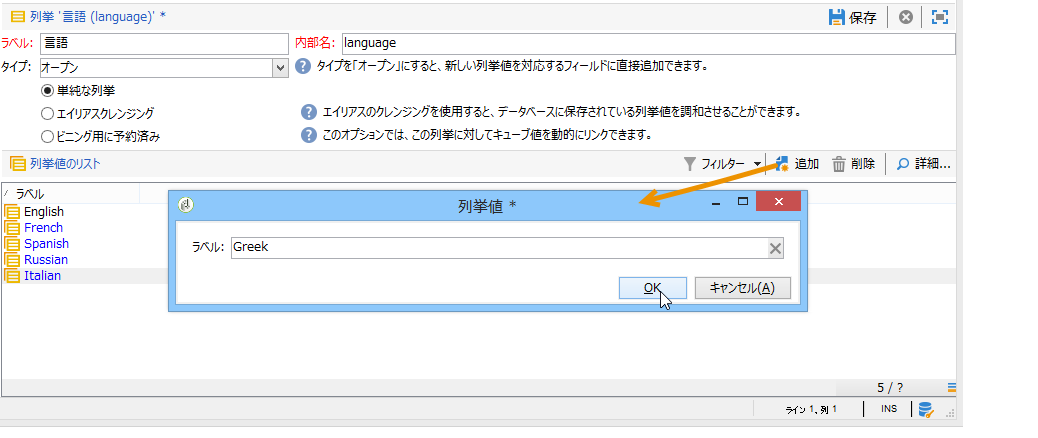 列挙 '言語 (language)' *
保存
ラベル: 言語 内部名: language
タイプ: オープン タイプを「オープン」にすると、新しい列挙値を対応するフィールドに直接追加できます。
単純な列挙
エイリアスクレンジング エイリアスのクレンジングを使用すると、データベースに保存されている列挙値を調和させることができます。
ビニング用に予約済み このオプションでは、この列挙に対してキューブ値を動的にリンクできます。
列挙値のリスト フィルター 追加 削除 詳細...
ラベル
English
French
Spanish
Russian
Italian
列挙値 *
ラベル: Greek
OK キャンセル(A)
5 / ?
ライン 1、列 1 INS